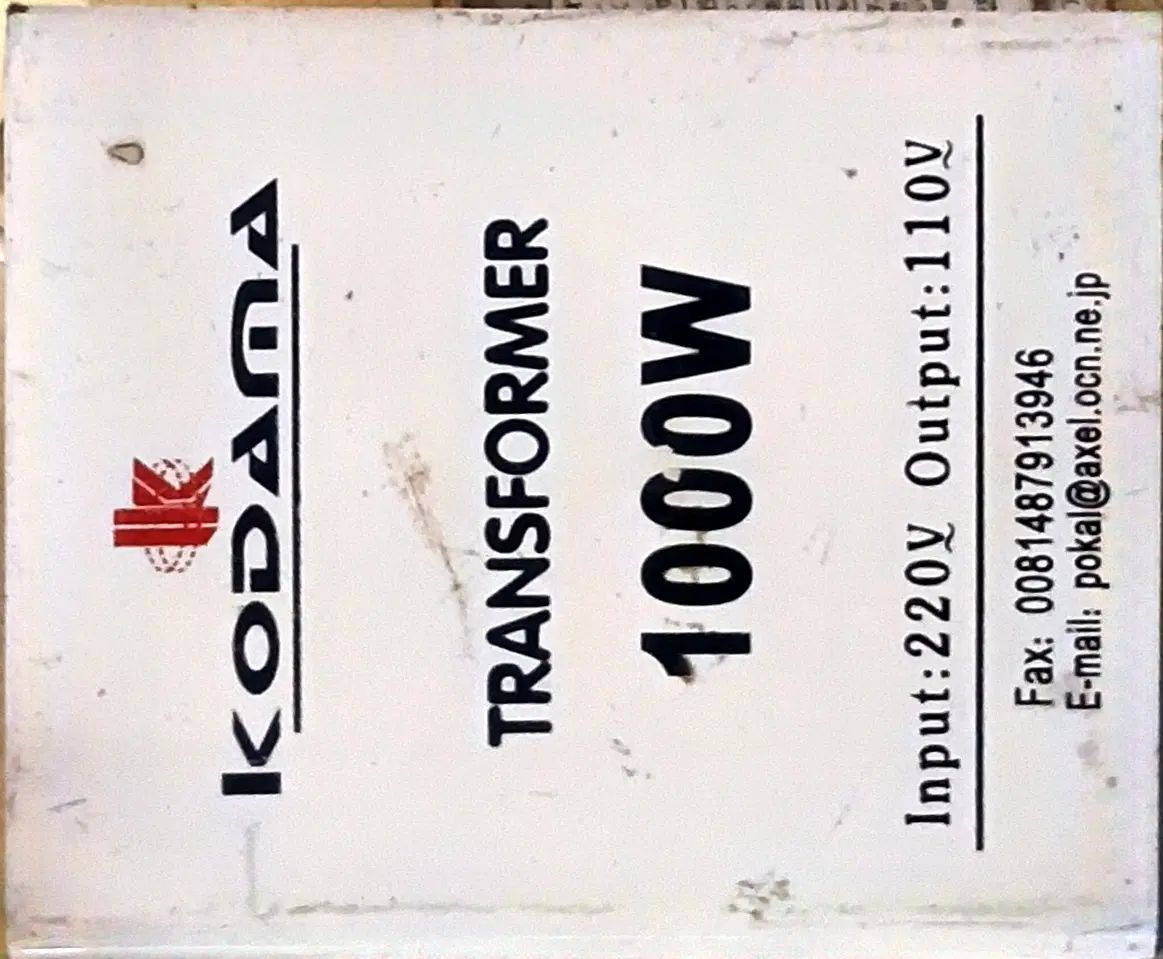 K
KODAMA
TRANSFORMER
1000W
Input:220V Output:110V
Fax: 0081487913946
E-mail: pokal@axel.ocn.ne.jp